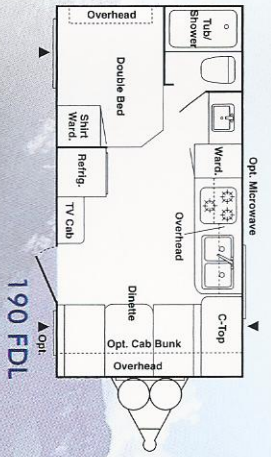 Overhead
Tub/
Shower
Double Bed
Shirt
Ward.
Ward.
Opt. Microwave
Refrig.
TV Cab
Overhead
Dinette
C-Top
Opt. Cab Bunk
Overhead
Opt.
190 FDL